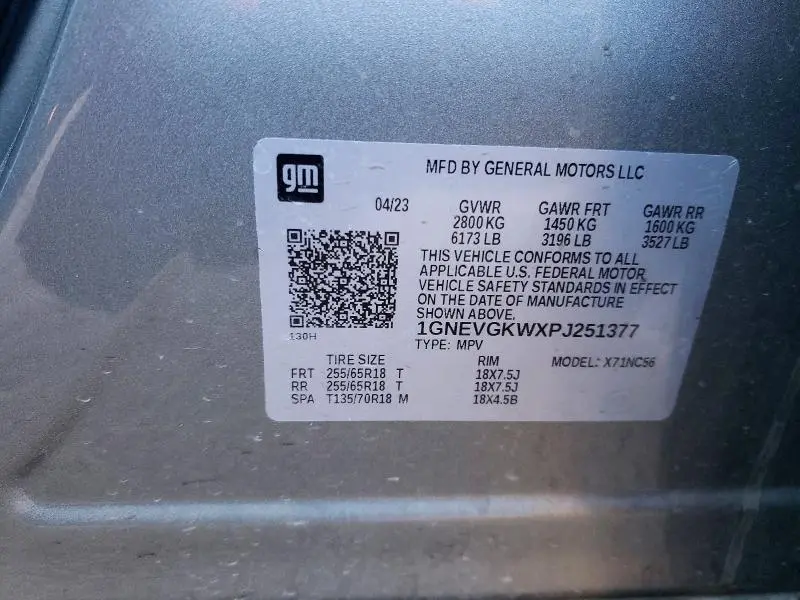 gm
MFD BY GENERAL MOTORS LLC
04/23 GVWR GAWR FRT GAWR RR
2800 KG 1450 KG 1600 KG
6173 LB 3196 LB 3527 LB
THIS VEHICLE CONFORMS TO ALL
APPLICABLE U.S. FEDERAL MOTOR
VEHICLE SAFETY STANDARDS IN EFFECT
ON THE DATE OF MANUFACTURE
SHOWN ABOVE.
1GNEVGKWXPJ251377
130H
TYPE: MPV
TIRE SIZE RIM MODEL: X71NC56
FRT 255/65R18 T 18X7.5J
RR 255/65R18 T 18X7.5J
SPA T135/70R18 M 18X4.5B